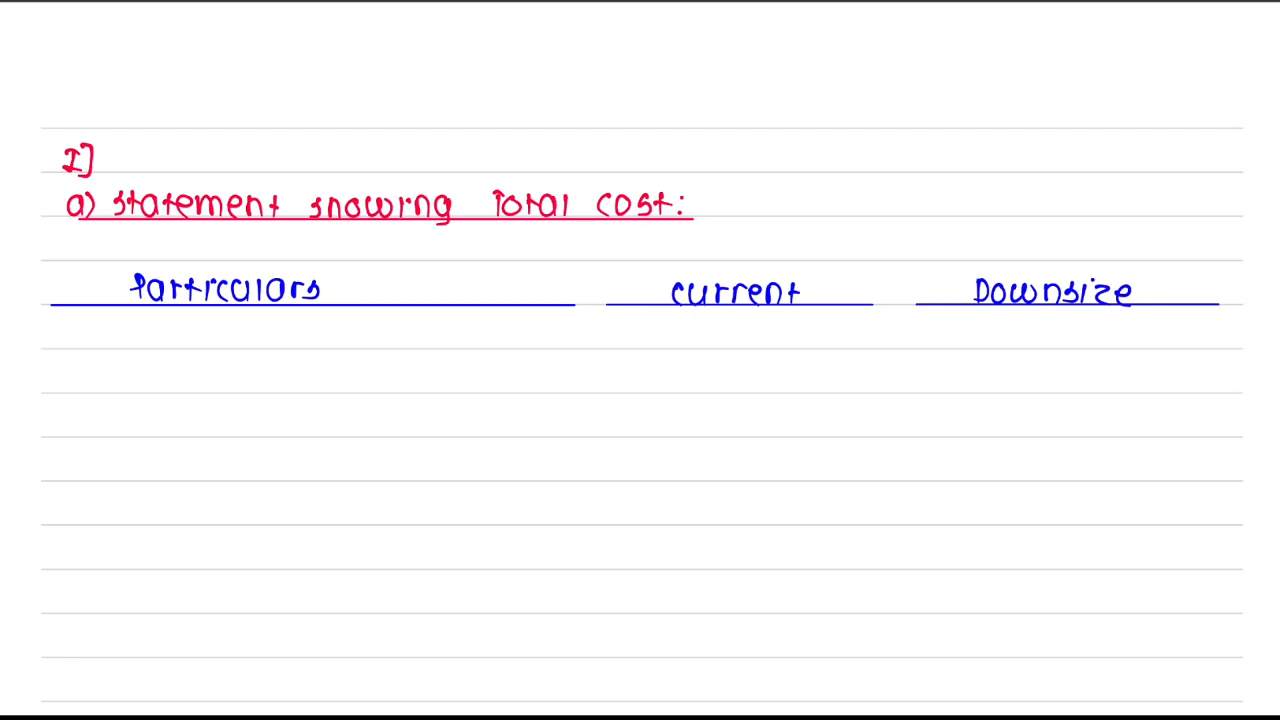 I]
a) Statement showing Total cost:
Particulars current Downsize